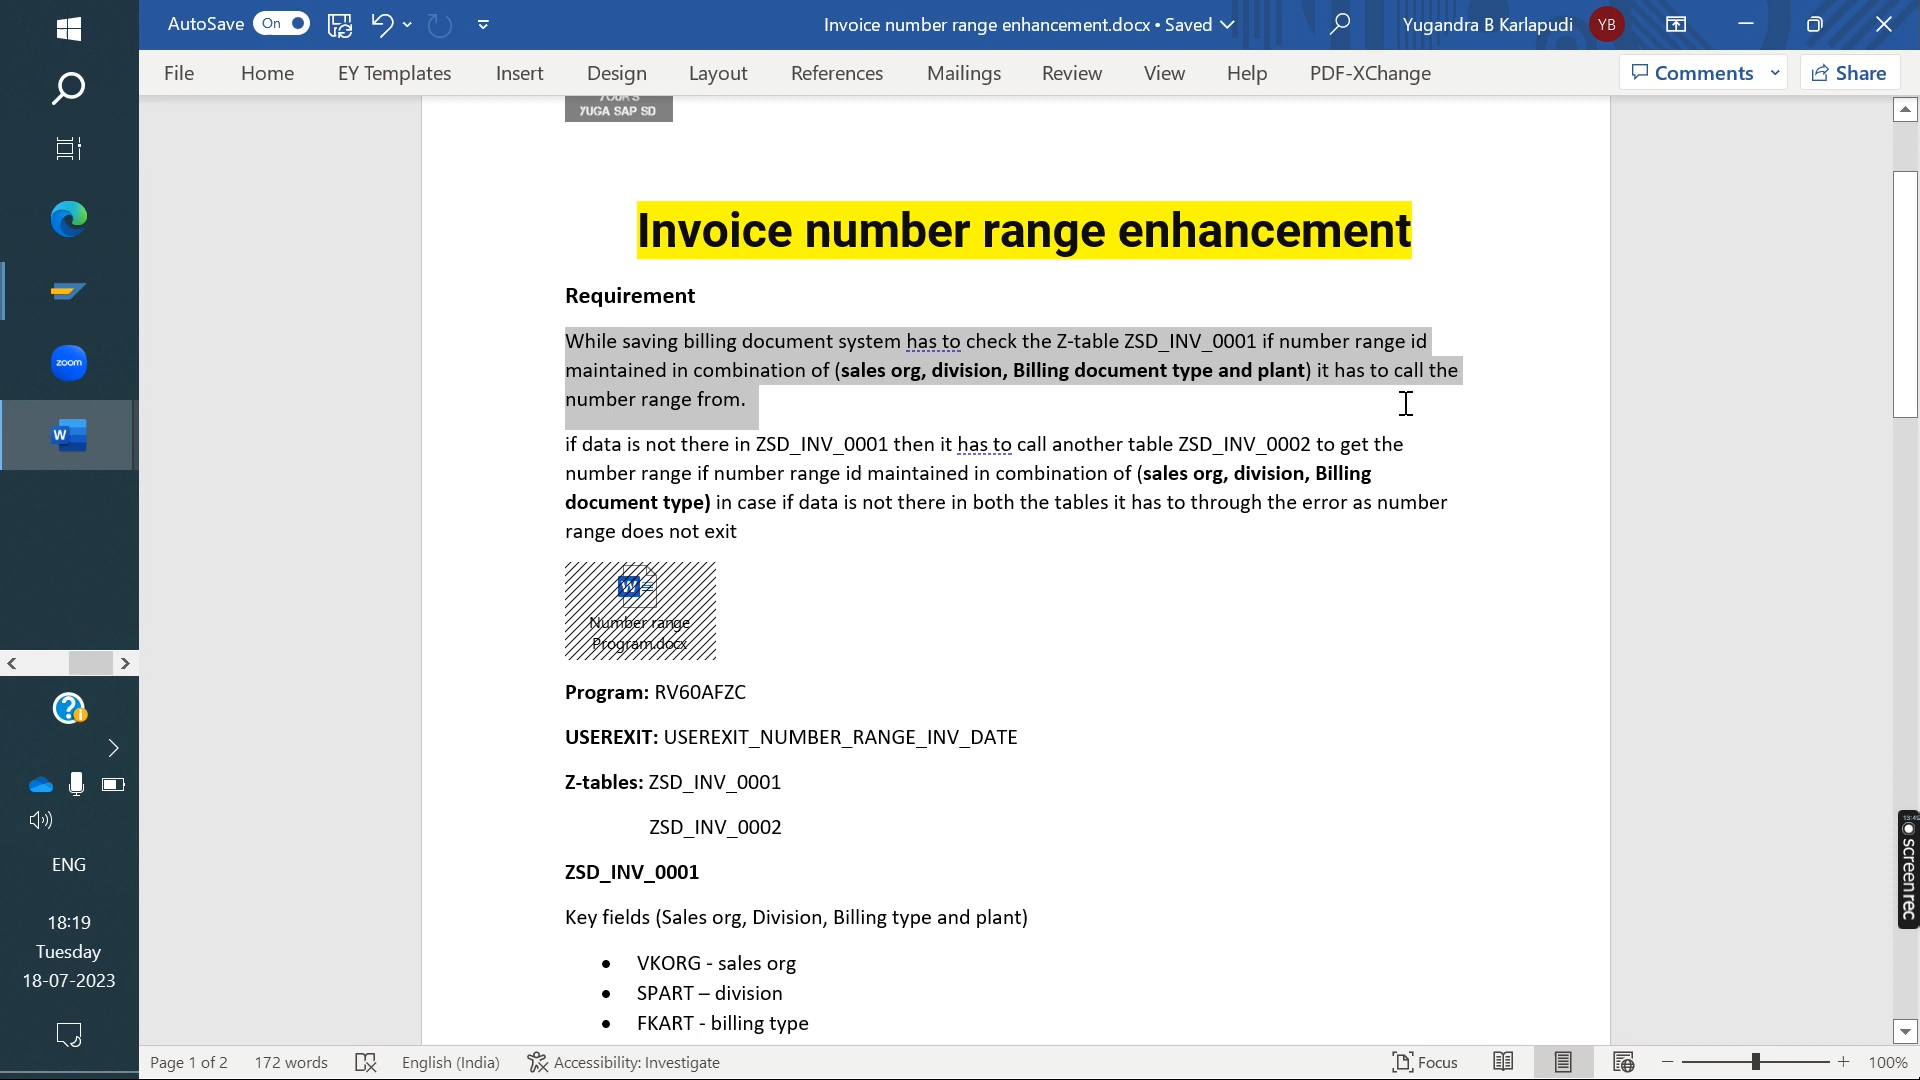 AutoSave On
Invoice number range enhancement.docx • Saved
Yugandra B Karlapudi YB
File Home EY Templates Insert Design Layout References Mailings Review View Help PDF-XChange
Comments Share
YOUR'S
YUGA SAP SD
Invoice number range enhancement
Requirement
While saving billing document system has to check the Z-table ZSD_INV_0001 if number range id
maintained in combination of (sales org, division, Billing document type and plant) it has to call the
number range from.
if data is not there in ZSD_INV_0001 then it has to call another table ZSD_INV_0002 to get the
number range if number range id maintained in combination of (sales org, division, Billing
document type) in case if data is not there in both the tables it has to through the error as number
range does not exit
W
Number range
Program.docx
Program: RV60AFZC
USEREXIT: USEREXIT_NUMBER_RANGE_INV_DATE
Z-tables: ZSD_INV_0001
ZSD_INV_0002
ZSD_INV_0001
Key fields (Sales org, Division, Billing type and plant)
• VKORG - sales org
• SPART – division
• FKART - billing type
zoom
W
ENG
18:19
Tuesday
18-07-2023
screenrec
Page 1 of 2 172 words English (India) Accessibility: Investigate
Focus 100%